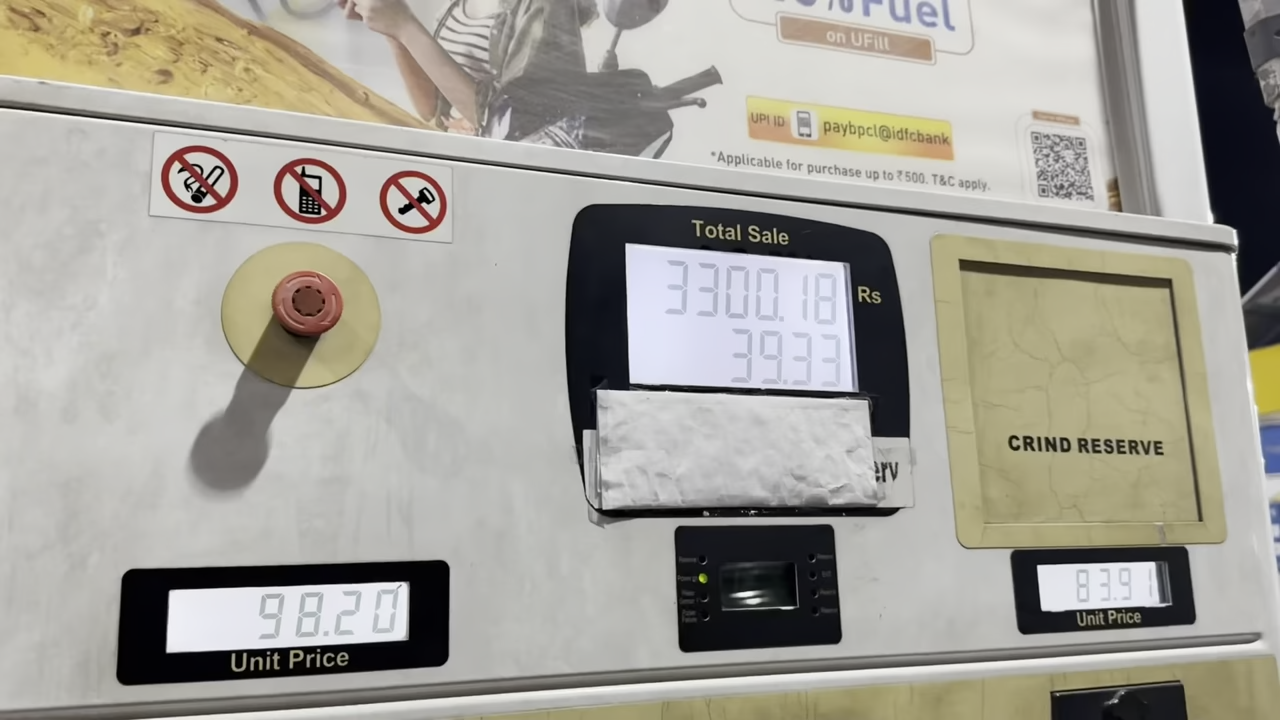 %Fuel
on UFill
UPI ID paybpcl@idfcbank
*Applicable for purchase up to ₹500. T&C apply.
Total Sale
3300.18 Rs
39.33
erv
CRIND RESERVE
98.20
Unit Price
83.91
Unit Price